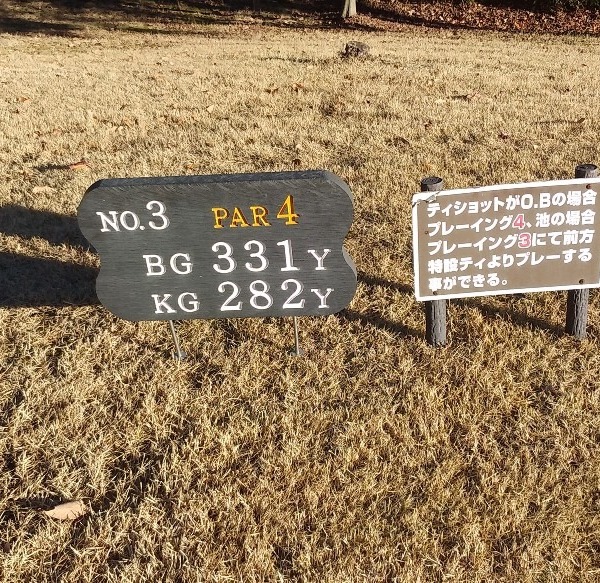 NO.3 PAR 4
BG 331Y
KG 282Y
ティショットがO.Bの場合
プレーイング4、池の場合
プレーイング3にて前方
特設ティよりプレーする
事ができる。